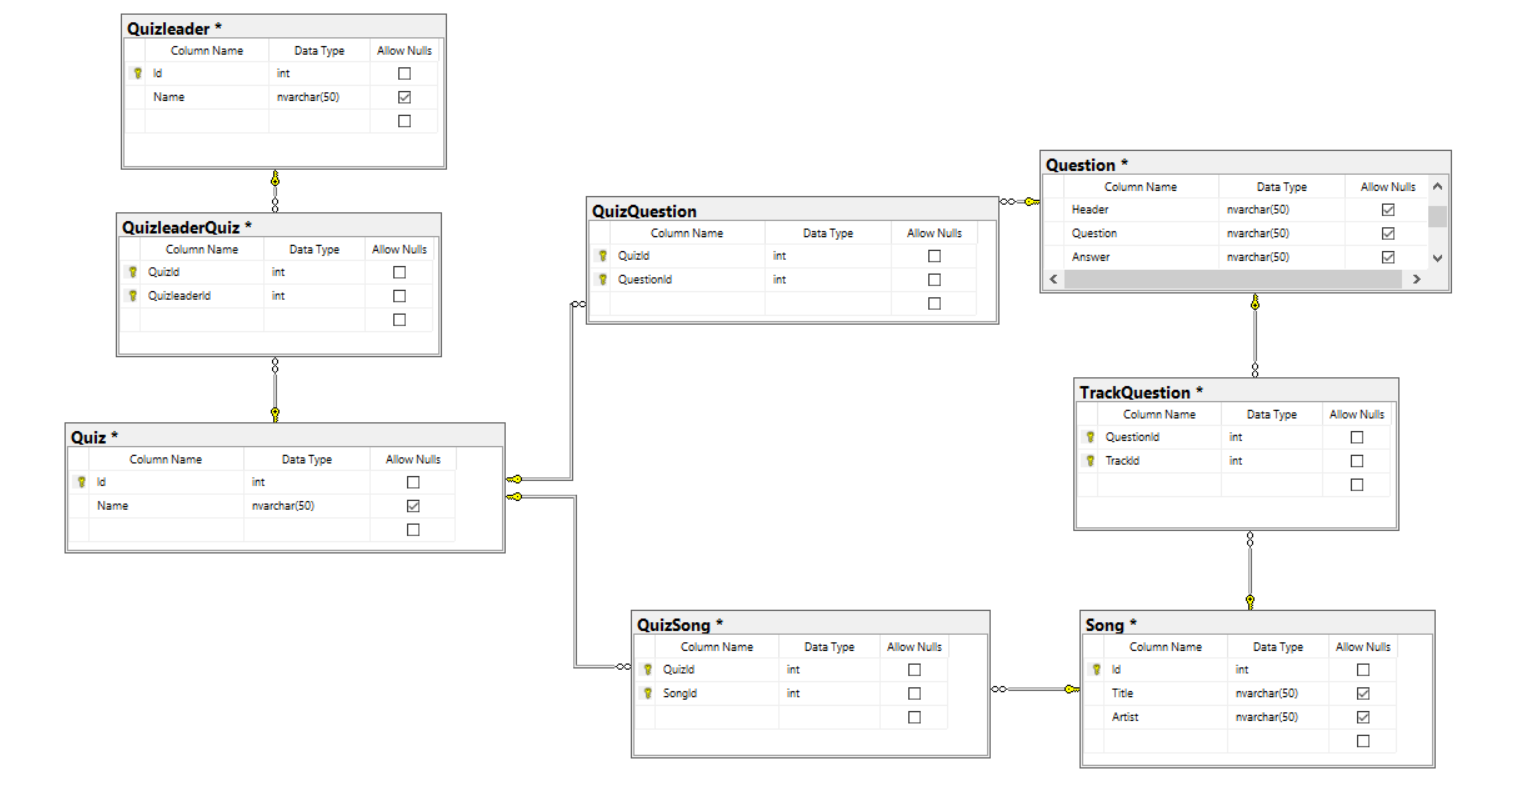 Quizleader *
Column Name Data Type Allow Nulls
Id int
Name nvarchar(50)
QuizleaderQuiz *
Column Name Data Type Allow Nulls
QuizId int
QuizleaderId int
Quiz *
Column Name Data Type Allow Nulls
Id int
Name nvarchar(50)
QuizQuestion
Column Name Data Type Allow Nulls
QuizId int
QuestionId int
QuizSong *
Column Name Data Type Allow Nulls
QuizId int
SongId int
Question *
Column Name Data Type Allow Nulls
Header nvarchar(50)
Question nvarchar(50)
Answer nvarchar(50)
TrackQuestion *
Column Name Data Type Allow Nulls
QuestionId int
TrackId int
Song *
Column Name Data Type Allow Nulls
Id int
Title nvarchar(50)
Artist nvarchar(50)